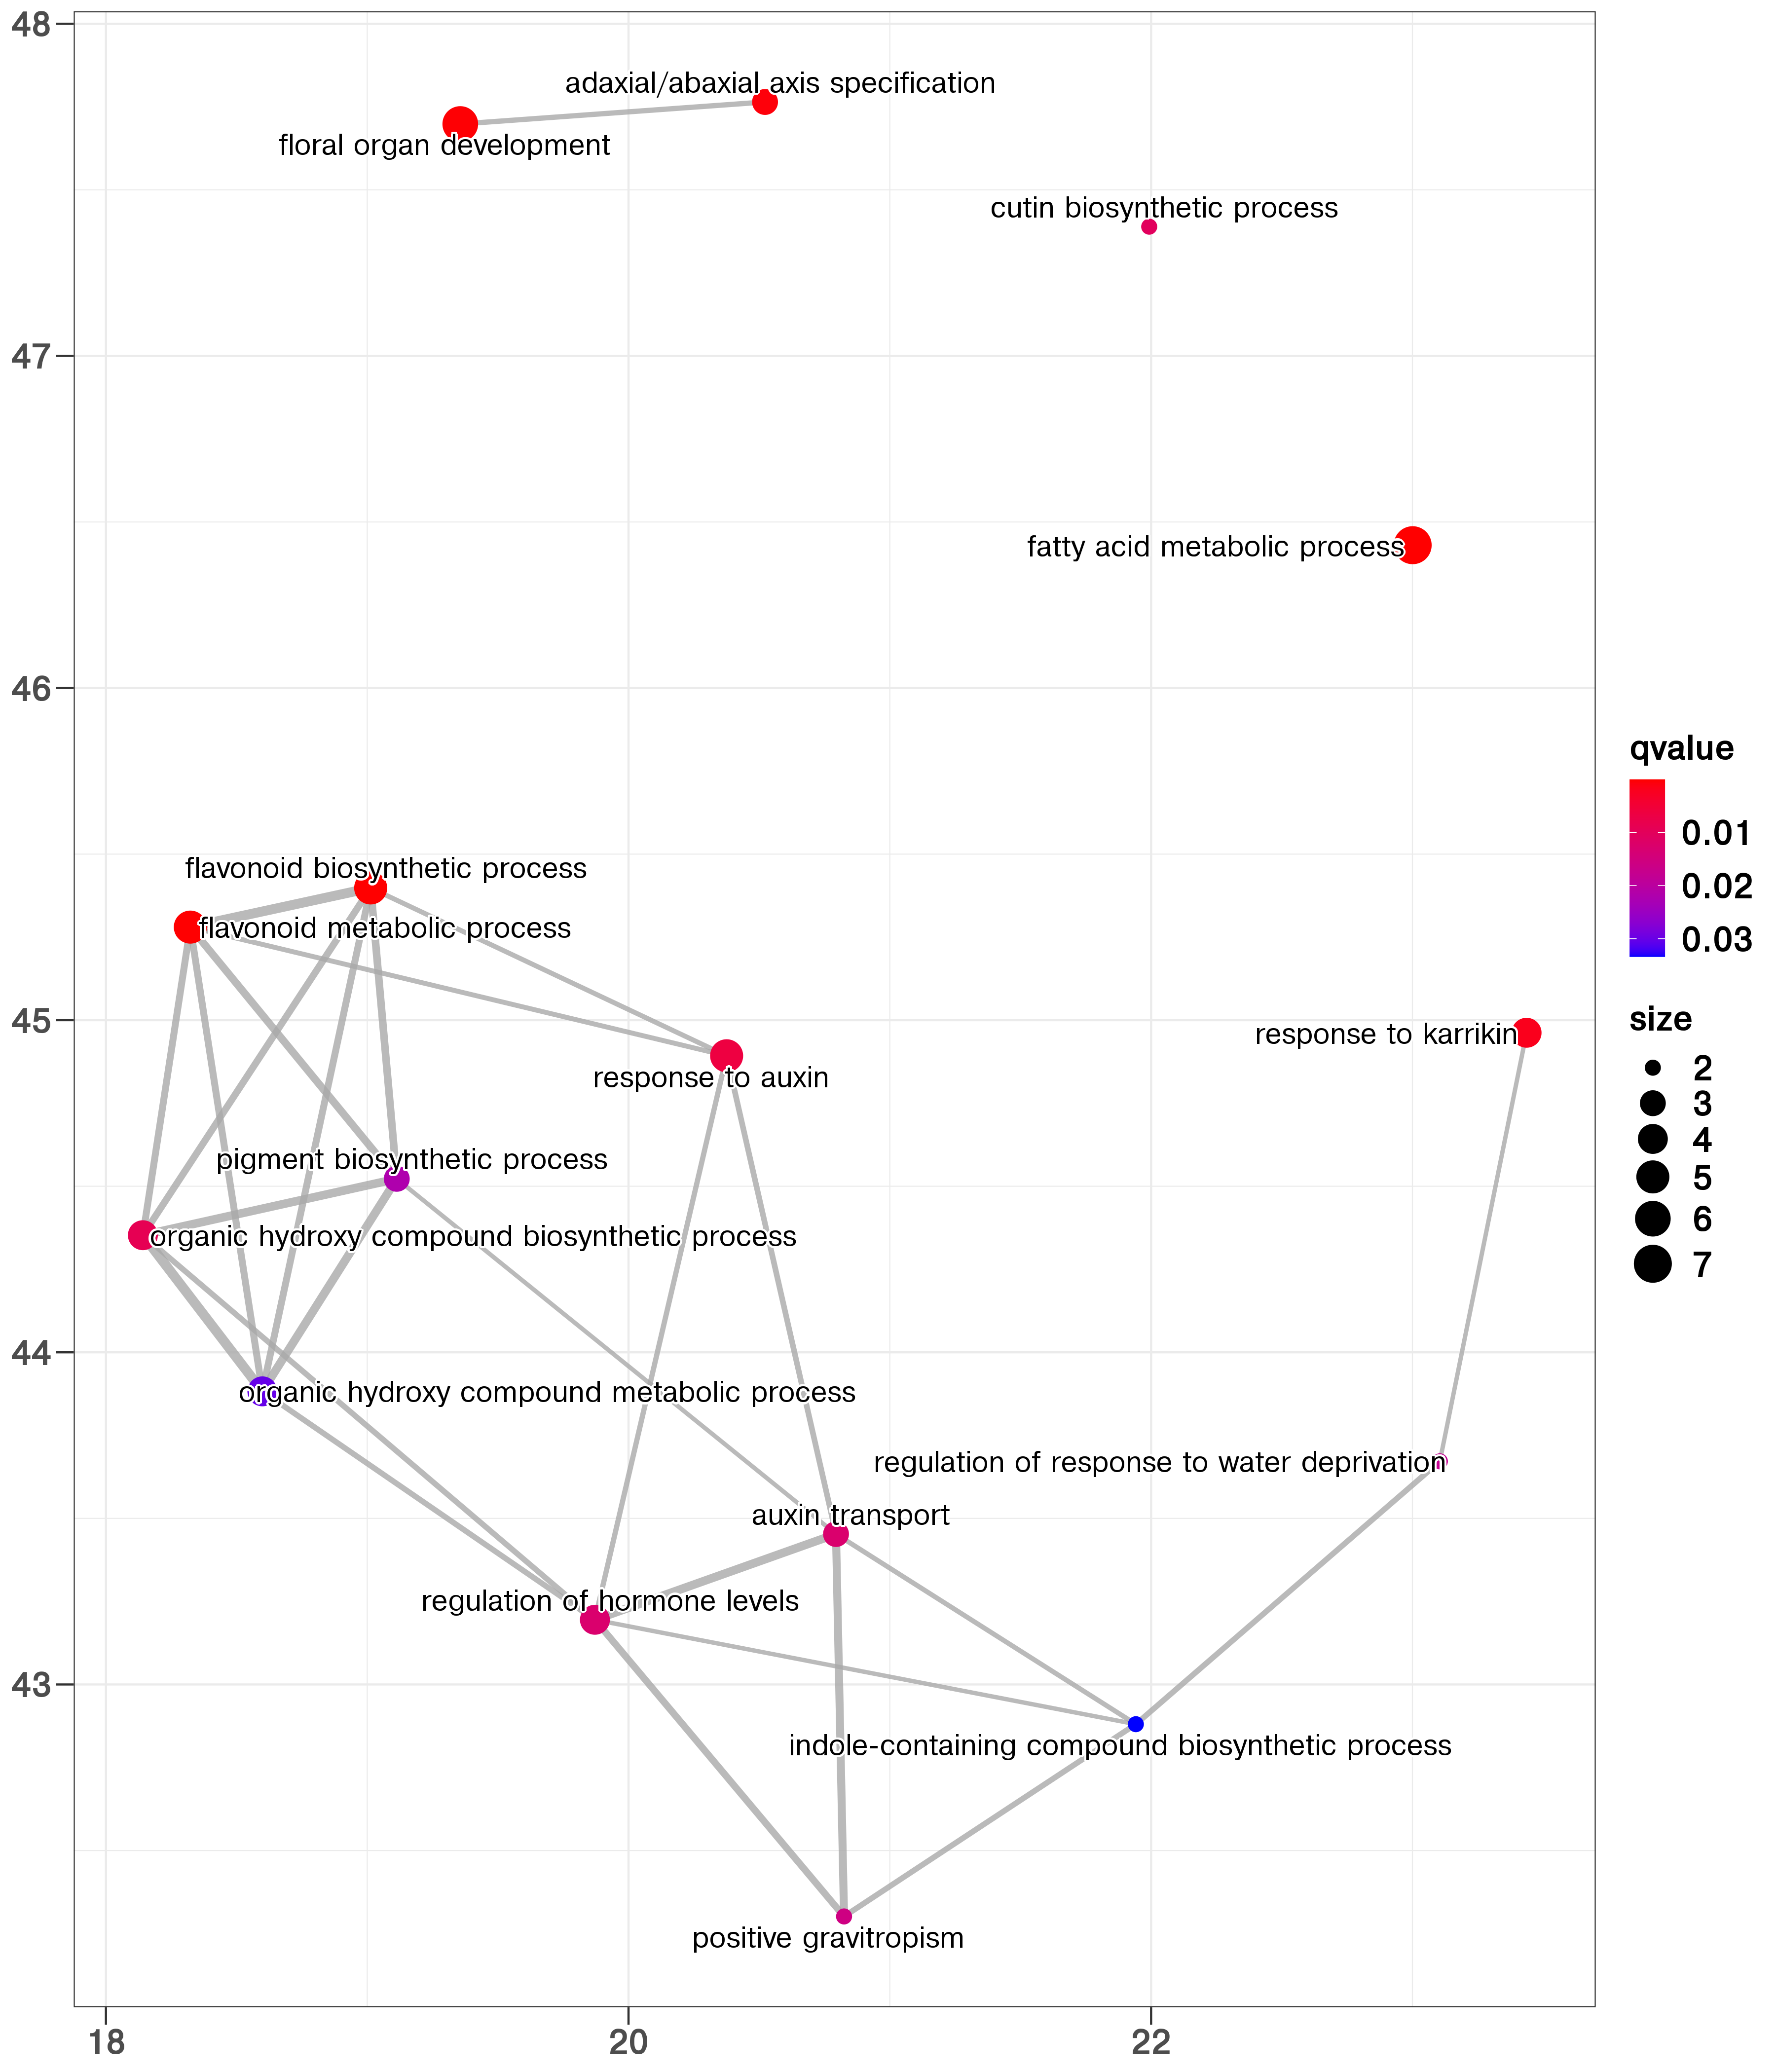 48
adaxial/abaxial axis specification
floral organ development
cutin biosynthetic process
47
fatty acid metabolic process
46
qvalue
0.01
0.02
0.03
flavonoid biosynthetic process
flavonoid metabolic process
45
response to karrikin
response to auxin
size
2
3
4
5
6
7
pigment biosynthetic process
organic hydroxy compound biosynthetic process
44
organic hydroxy compound metabolic process
regulation of response to water deprivation
auxin transport
regulation of hormone levels
43
indole-containing compound biosynthetic process
positive gravitropism
18
20
22